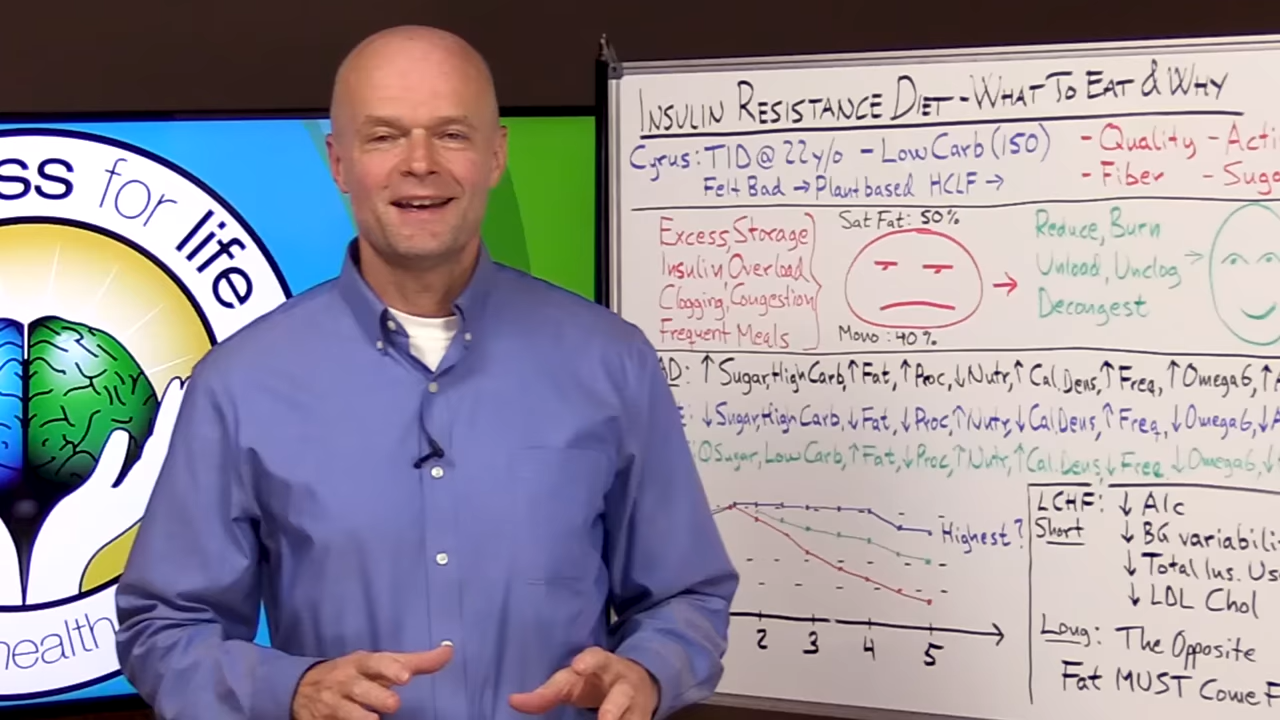 ss for life
health
INSULIN RESISTANCE DIET - WHAT TO EAT & WHY
Cyrus: T1D @ 22 y/o - Low Carb (150)
Felt Bad → Plantbased HCLF →
- Quality - Acti
- Fiber - Suga
Excess, Storage
Insulin Overload
Clogging, Congestion
Frequent Meals
Sat Fat: 50%
Mono: 40%
Reduce, Burn
Unload, Unclog →
Decongest
AD: ↑ Sugar, High Carb, ↑ Fat, ↑ Proc, ↓ Nutr, ↑ Cal. Dens, ↑ Freq, ↑ Omega 6, ↑
: ↓ Sugar, High Carb, ↓ Fat, ↓ Proc, ↑ Nutr, ↓ Cal. Dens, ↑ Freq, ↓ Omega 6, ↓
0 Sugar, Low Carb, ↑ Fat, ↓ Proc, ↑ Nutr, ↑ Cal. Dens, ↓ Freq ↓ Omega 6, ↓
Highest?
2 3 4 5
LCHF: ↓ A1c
Short ↓ BG variabili
↓ Total Ins. Us
↓ LDL Chol
Long: The Opposite
Fat MUST Come F